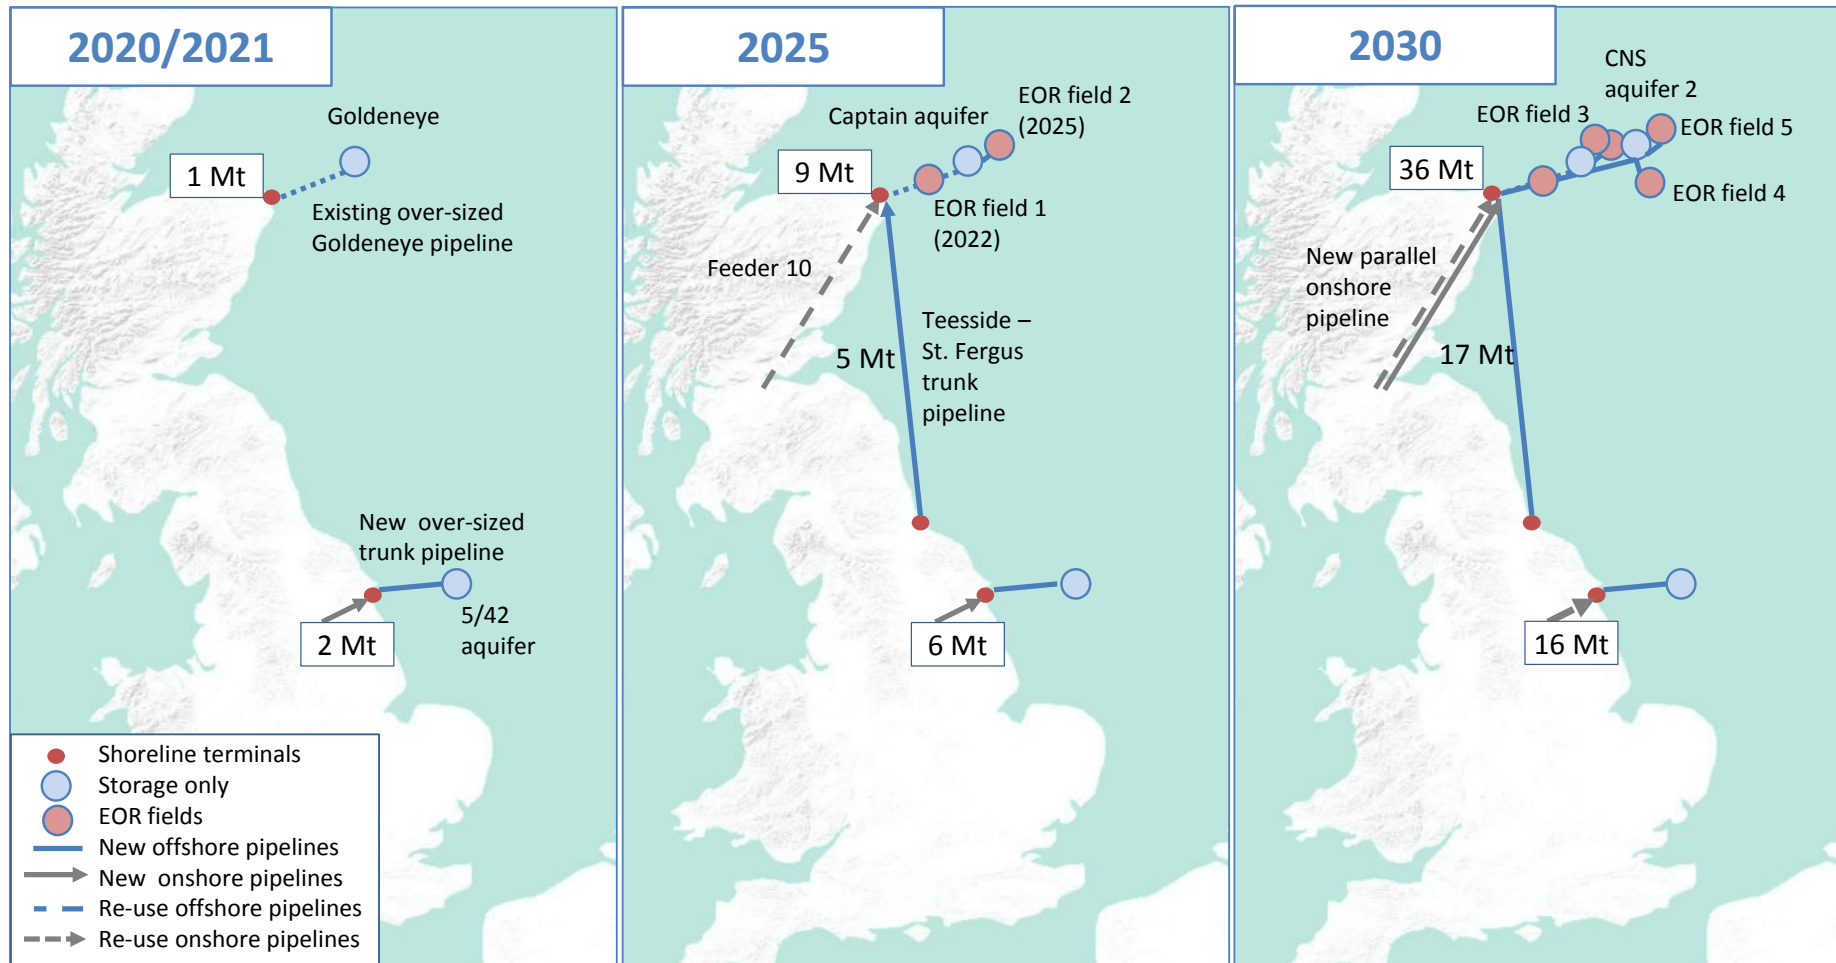 2020/2021
Goldeneye
1 Mt
Existing over-sized
Goldeneye pipeline
New over-sized
trunk pipeline
5/42
aquifer
2 Mt
Shoreline terminals
Storage only
EOR fields
New offshore pipelines
New onshore pipelines
Re-use offshore pipelines
Re-use onshore pipelines
2025
EOR field 2
(2025)
Captain aquifer
9 Mt
EOR field 1
(2022)
Feeder 10
Teesside –
St. Fergus
trunk
pipeline
5 Mt
6 Mt
2030
CNS
aquifer 2
EOR field 3
EOR field 5
36 Mt
EOR field 4
New parallel
onshore
pipeline
17 Mt
16 Mt